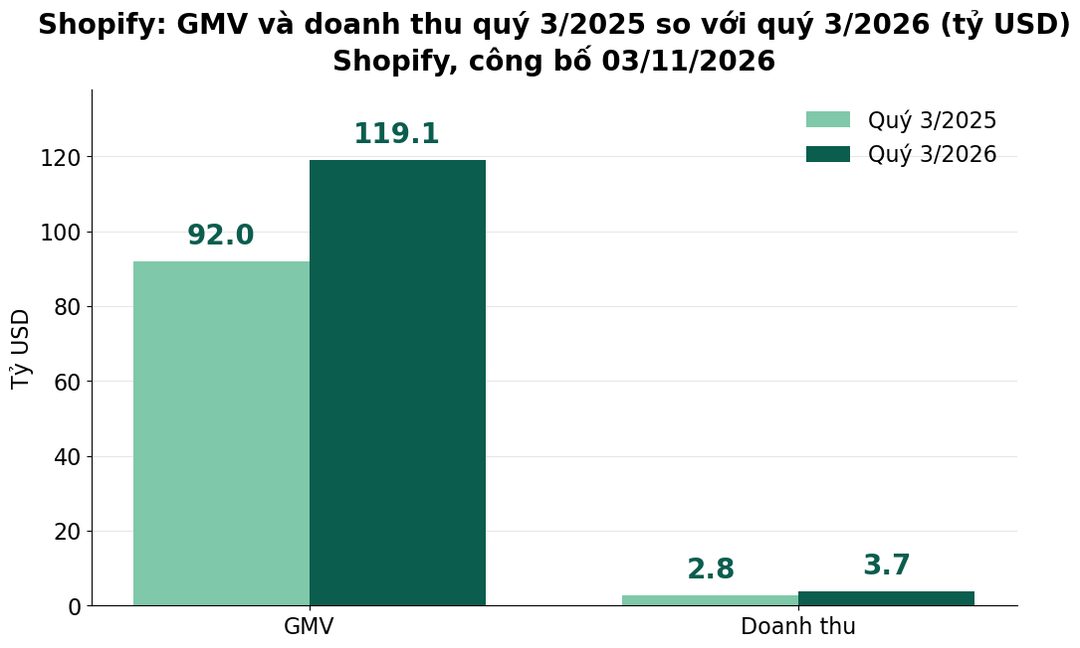 Shopify: GMV và doanh thu quý 3/2025 so với quý 3/2026 (tỷ USD)
Shopify, công bố 03/11/2026
Quý 3/2025
Quý 3/2026
Tỷ USD
120
100
80
60
40
20
0
92.0
119.1
2.8
3.7
GMV
Doanh thu